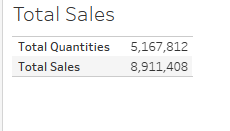 Total Sales
Total Quantities 5,167,812
Total Sales 8,911,408